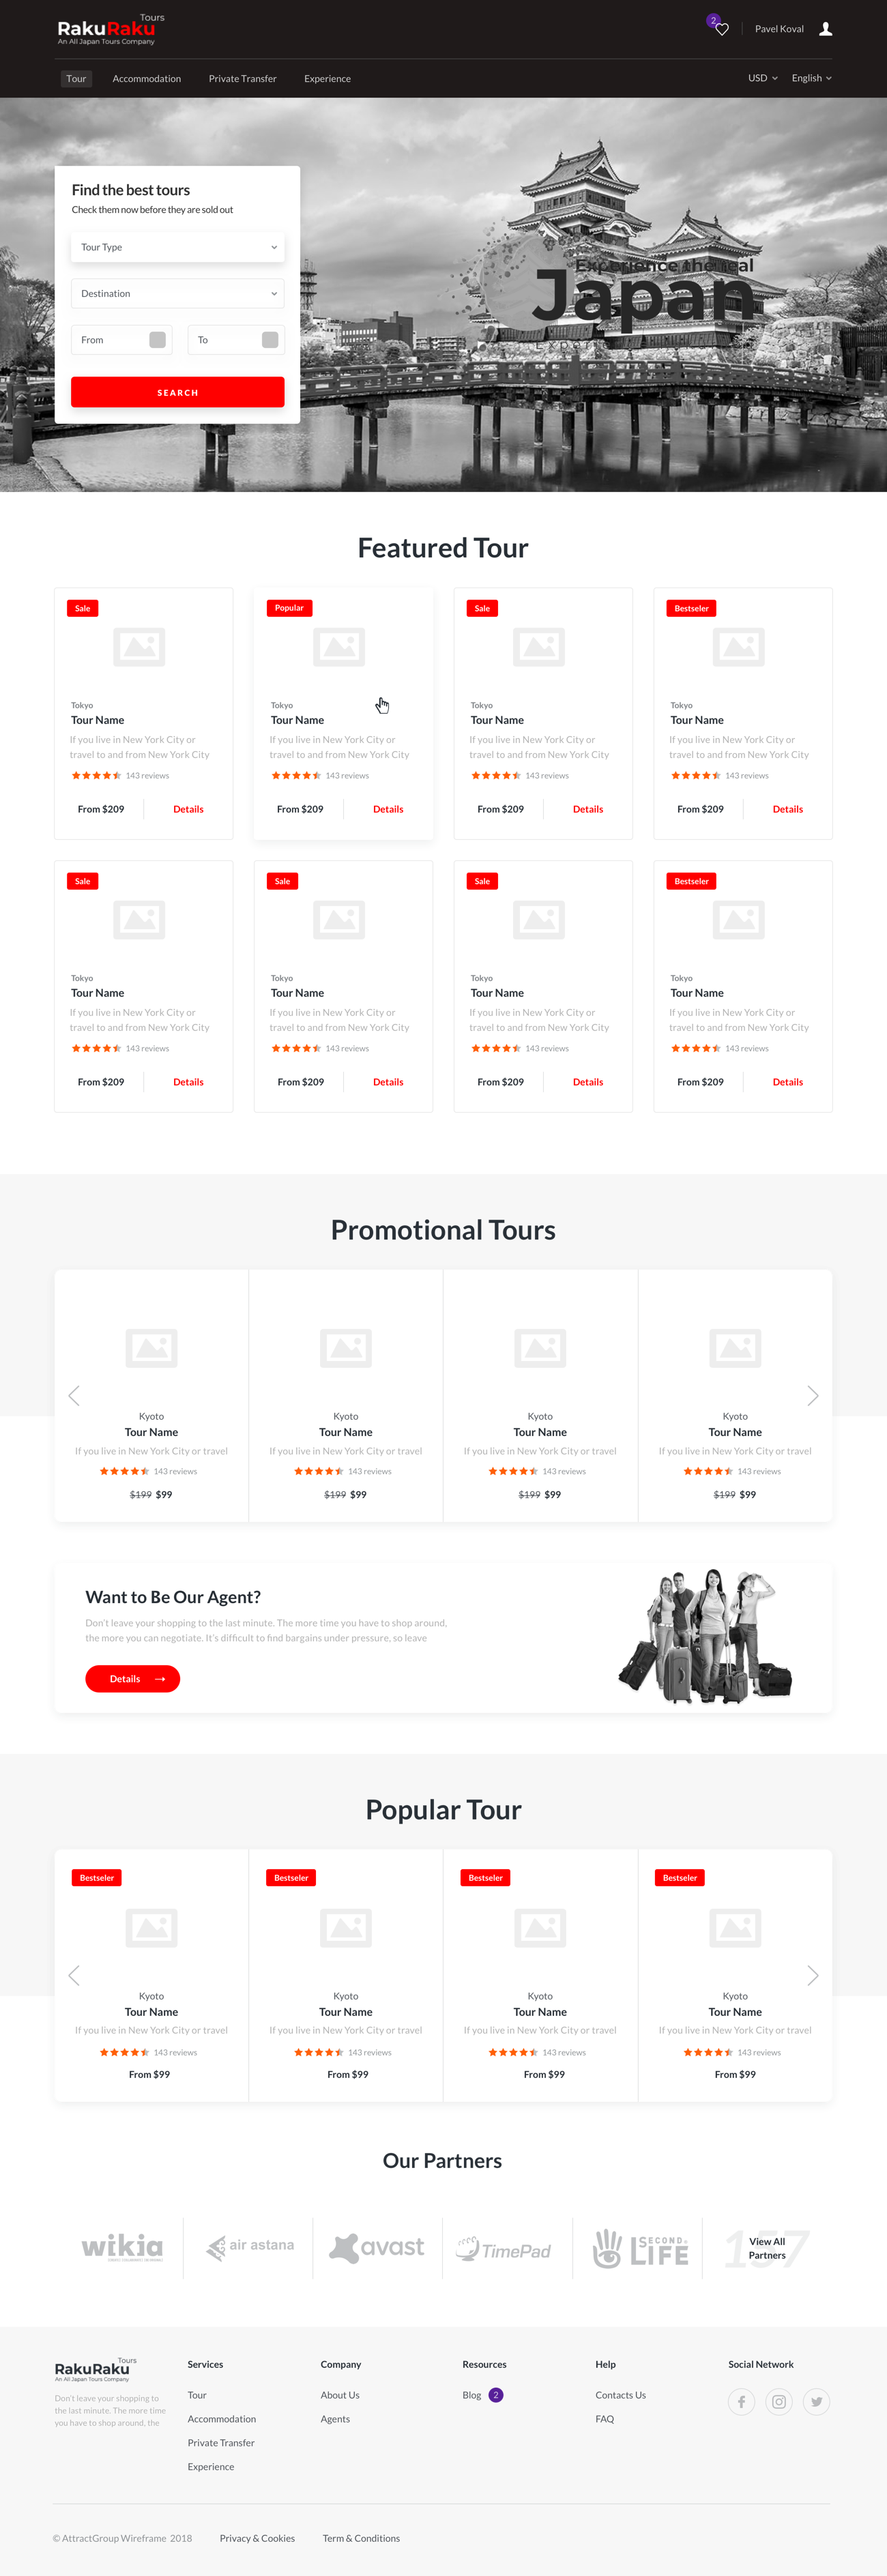 Tours
RakuRaku
An All Japan Tours Company
2
Pavel Koval
Tour Accommodation Private Transfer Experience
USD English
Find the best tours
Check them now before they are sold out
Tour Type
Destination
From To
SEARCH
Experience the real
Japan
Featured Tour
Sale
Tokyo
Tour Name
If you live in New York City or
travel to and from New York City
143 reviews
From $209 Details
Popular
Tokyo
Tour Name
If you live in New York City or
travel to and from New York City
143 reviews
From $209 Details
Sale
Tokyo
Tour Name
If you live in New York City or
travel to and from New York City
143 reviews
From $209 Details
Bestseler
Tokyo
Tour Name
If you live in New York City or
travel to and from New York City
143 reviews
From $209 Details
Sale
Tokyo
Tour Name
If you live in New York City or
travel to and from New York City
143 reviews
From $209 Details
Sale
Tokyo
Tour Name
If you live in New York City or
travel to and from New York City
143 reviews
From $209 Details
Sale
Tokyo
Tour Name
If you live in New York City or
travel to and from New York City
143 reviews
From $209 Details
Bestseler
Tokyo
Tour Name
If you live in New York City or
travel to and from New York City
143 reviews
From $209 Details
Promotional Tours
Kyoto
Tour Name
If you live in New York City or travel
143 reviews
$199 $99
Kyoto
Tour Name
If you live in New York City or travel
143 reviews
$199 $99
Kyoto
Tour Name
If you live in New York City or travel
143 reviews
$199 $99
Kyoto
Tour Name
If you live in New York City or travel
143 reviews
$199 $99
Want to Be Our Agent?
Don't leave your shopping to the last minute. The more time you have to shop around,
the more you can negotiate. It's difficult to find bargains under pressure, so leave
Details →
Popular Tour
Bestseler
Kyoto
Tour Name
If you live in New York City or travel
143 reviews
From $99
Bestseler
Kyoto
Tour Name
If you live in New York City or travel
143 reviews
From $99
Bestseler
Kyoto
Tour Name
If you live in New York City or travel
143 reviews
From $99
Bestseler
Kyoto
Tour Name
If you live in New York City or travel
143 reviews
From $99
Our Partners
wikia
air astana
avast
TimePad
SECOND
LIFE
157
View All
Partners
Tours
RakuRaku
An All Japan Tours Company
Don't leave your shopping to
the last minute. The more time
you have to shop around, the
Services
Tour
Accommodation
Private Transfer
Experience
Company
About Us
Agents
Resources
Blog 2
Help
Contacts Us
FAQ
Social Network
© AttractGroup Wireframe 2018 Privacy & Cookies Term & Conditions